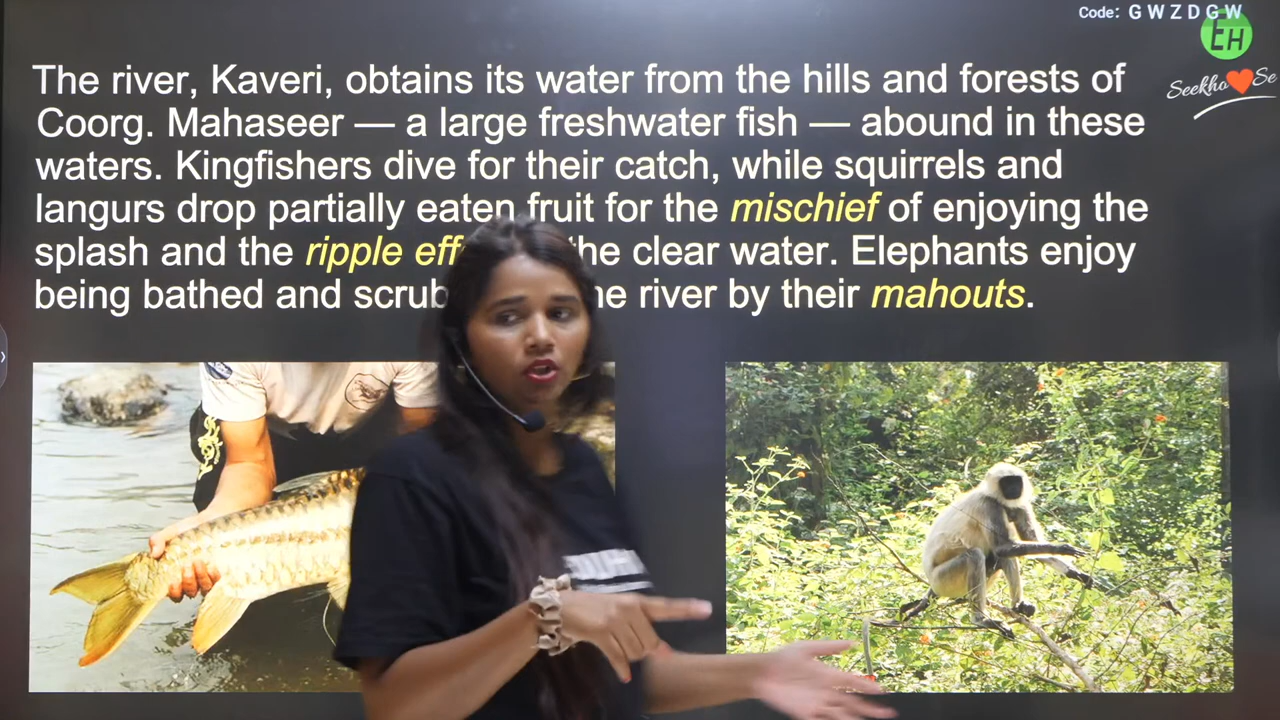 Code: G W Z D G W
EH
Seekho Se
The river, Kaveri, obtains its water from the hills and forests of
Coorg. Mahaseer — a large freshwater fish — abound in these
waters. Kingfishers dive for their catch, while squirrels and
langurs drop partially eaten fruit for the mischief of enjoying the
splash and the ripple the clear water. Elephants enjoy
being bathed and river by their mahouts.